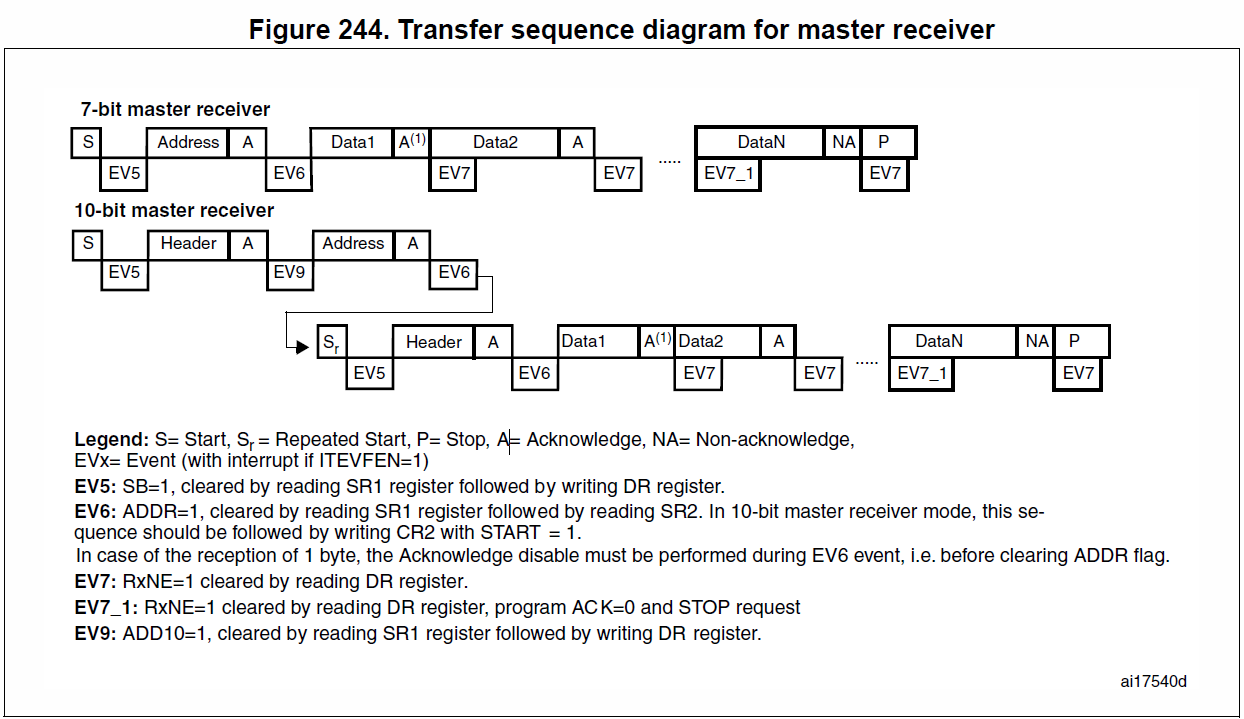 Figure 244. Transfer sequence diagram for master receiver
7-bit master receiver
S Address A Data1 A(1) Data2 A ..... DataN NA P
EV5 EV6 EV7 EV7 EV7_1 EV7
10-bit master receiver
S Header A Address A
EV5 EV9 EV6
Sr Header A Data1 A(1) Data2 A ..... DataN NA P
EV5 EV6 EV7 EV7 EV7_1 EV7
Legend: S= Start, Sr = Repeated Start, P= Stop, A= Acknowledge, NA= Non-acknowledge,
EVx= Event (with interrupt if ITEVFEN=1)
EV5: SB=1, cleared by reading SR1 register followed by writing DR register.
EV6: ADDR=1, cleared by reading SR1 register followed by reading SR2. In 10-bit master receiver mode, this se-
quence should be followed by writing CR2 with START = 1.
In case of the reception of 1 byte, the Acknowledge disable must be performed during EV6 event, i.e. before clearing ADDR flag.
EV7: RxNE=1 cleared by reading DR register.
EV7_1: RxNE=1 cleared by reading DR register, program ACK=0 and STOP request
EV9: ADD10=1, cleared by reading SR1 register followed by writing DR register.
ai17540d